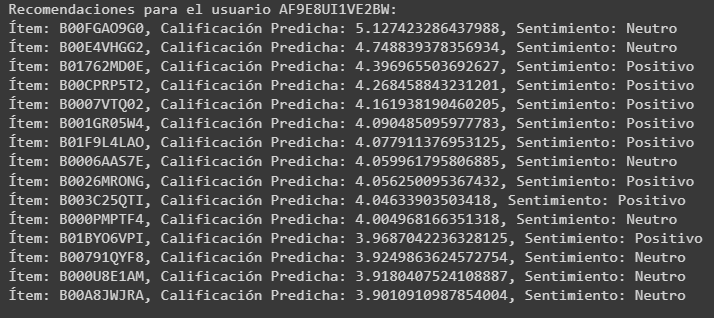 Recomendaciones para el usuario AF9E8UI1VE2BW:
Ítem: B00FGAO9G0, Calificación Predicha: 5.127423286437988, Sentimiento: Neutro
Ítem: B00E4VHGG2, Calificación Predicha: 4.748839378356934, Sentimiento: Neutro
Ítem: B01762MD0E, Calificación Predicha: 4.396965503692627, Sentimiento: Positivo
Ítem: B00CPRP5T2, Calificación Predicha: 4.268458843231201, Sentimiento: Positivo
Ítem: B0007VTQ02, Calificación Predicha: 4.161938190460205, Sentimiento: Positivo
Ítem: B001GR05W4, Calificación Predicha: 4.090485095977783, Sentimiento: Positivo
Ítem: B01F9L4LAO, Calificación Predicha: 4.077911376953125, Sentimiento: Positivo
Ítem: B0006AAS7E, Calificación Predicha: 4.059961795806885, Sentimiento: Neutro
Ítem: B0026MRONG, Calificación Predicha: 4.056250095367432, Sentimiento: Positivo
Ítem: B003C25QTI, Calificación Predicha: 4.04633903503418, Sentimiento: Positivo
Ítem: B000PMPTF4, Calificación Predicha: 4.004968166351318, Sentimiento: Neutro
Ítem: B01BYO6VPI, Calificación Predicha: 3.9687042236328125, Sentimiento: Positivo
Ítem: B00791QYF8, Calificación Predicha: 3.9249863624572754, Sentimiento: Neutro
Ítem: B000U8E1AM, Calificación Predicha: 3.9180407524108887, Sentimiento: Neutro
Ítem: B00A8JWJRA, Calificación Predicha: 3.9010910987854004, Sentimiento: Neutro